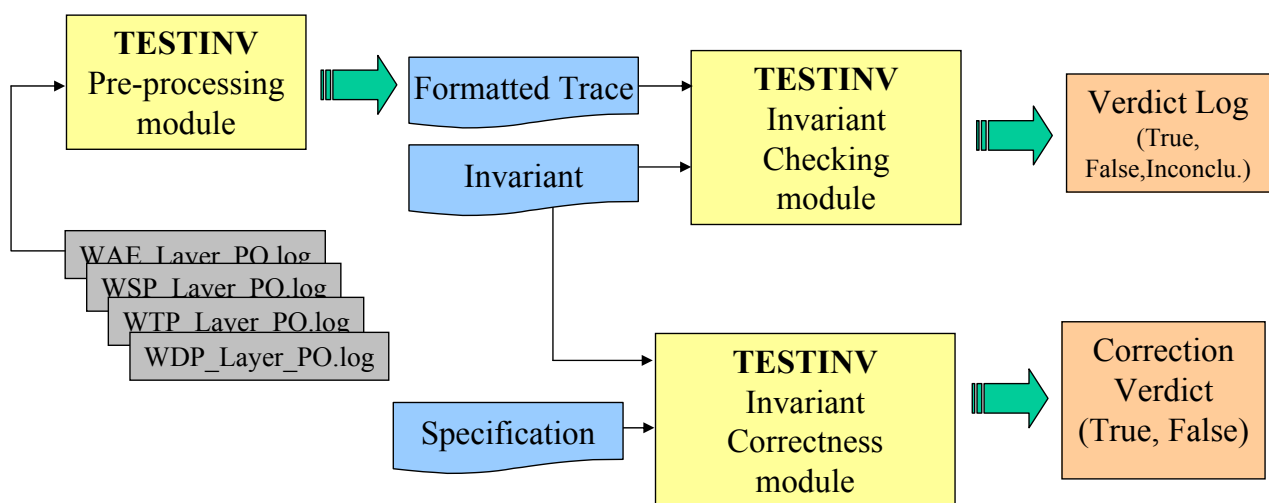 TESTINV
Pre-processing
module
Formatted Trace
Invariant
TESTINV
Invariant
Checking
module
Verdict Log
(True,
False,Inconclu.)
WAE_Layer_PO.log
WSP_Layer_PO.log
WTP_Layer_PO.log
WDP_Layer_PO.log
Specification
TESTINV
Invariant
Correctness
module
Correction
Verdict
(True, False)